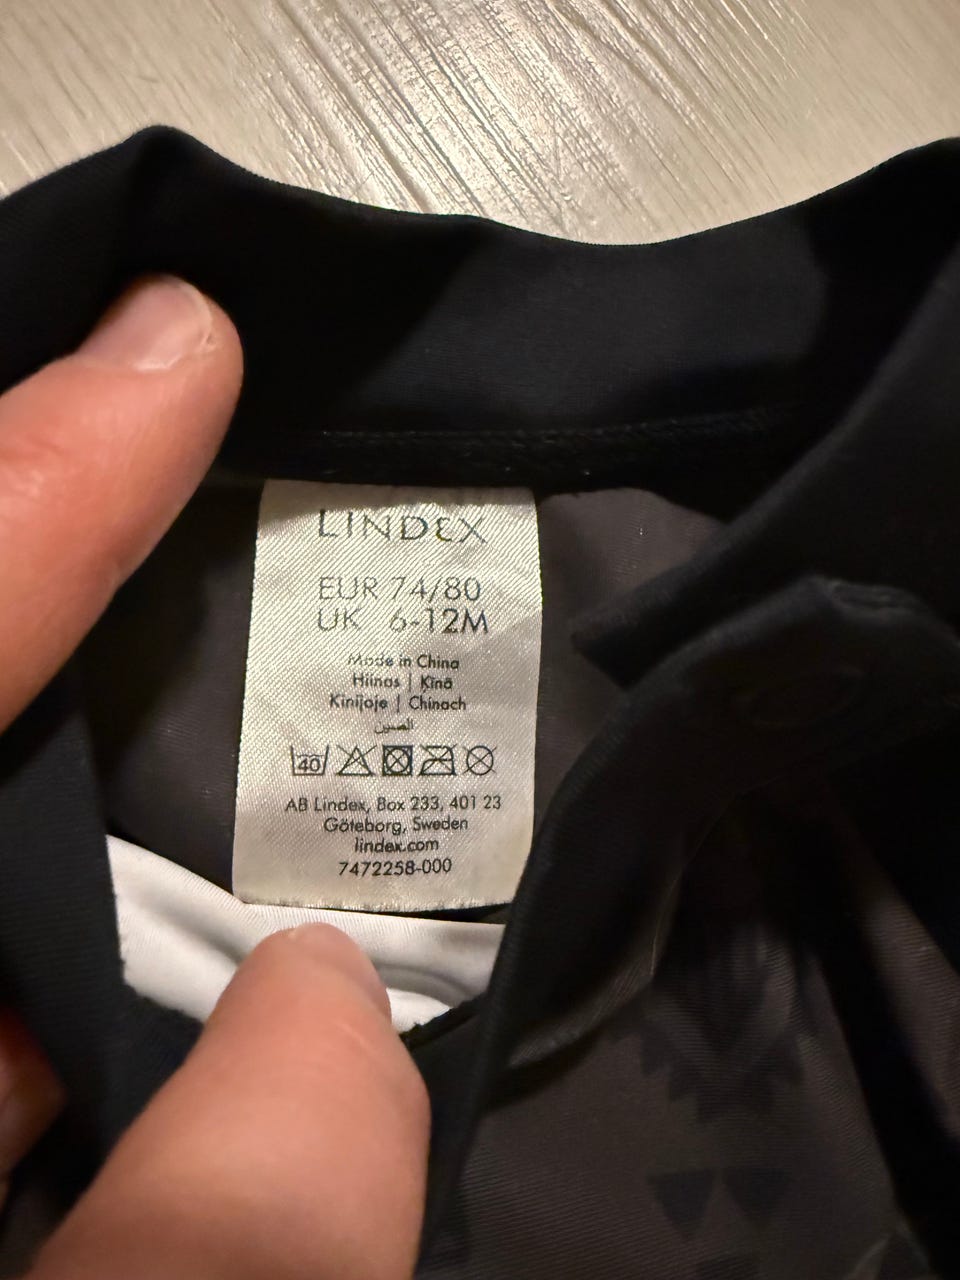 LINDEX
EUR 74/80
UK 6-12M
Made in China
Hiinas | Ķīnā
Kinijoje | Chinach
الصين
40
AB Lindex, Box 233, 401 23
Göteborg, Sweden
lindex.com
7472258-000